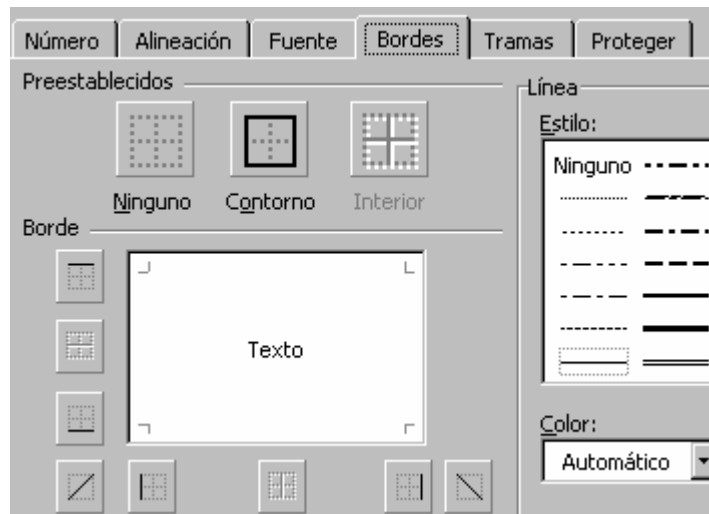 Número Alineación Fuente Bordes Tramas Proteger
Preestablecidos
Línea
Estilo:
Ninguno
Ninguno Contorno Interior
Borde
Texto
Color:
Automático